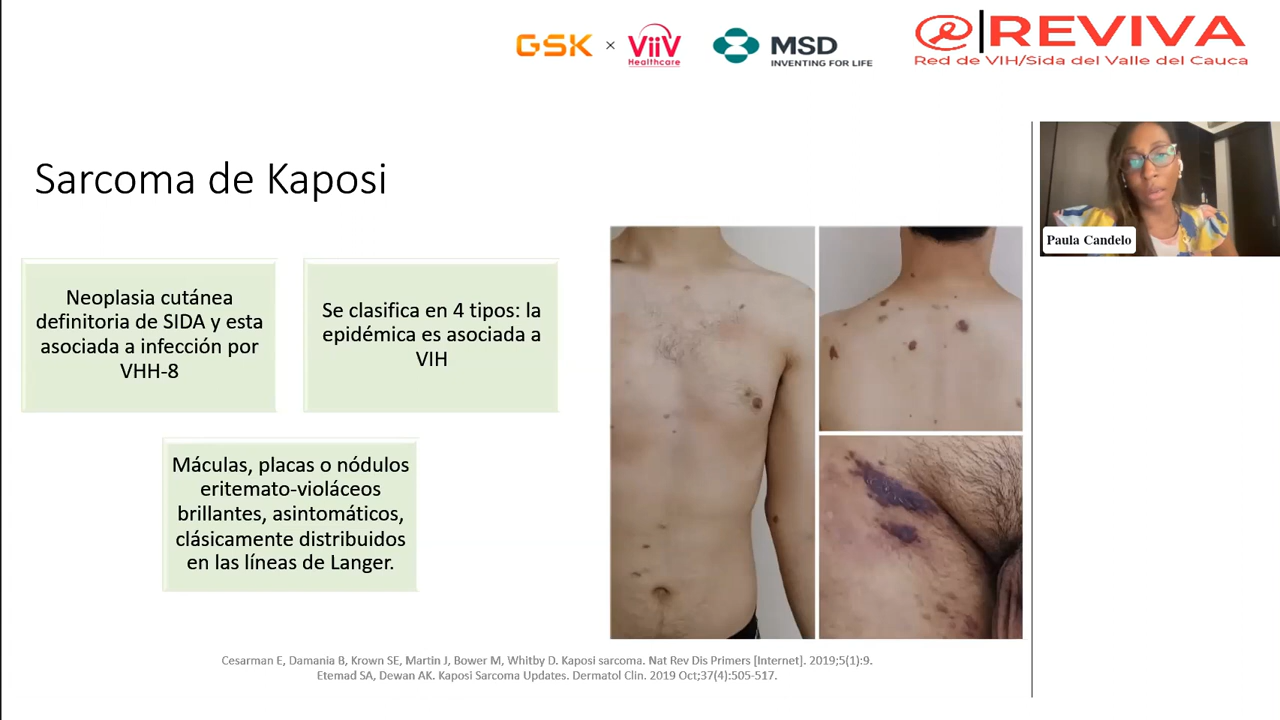 GSK × ViiV
Healthcare
MSD
INVENTING FOR LIFE
REVIVA
Red de VIH/Sida del Valle del Cauca
Sarcoma de Kaposi
Neoplasia cutánea
definitoria de SIDA y esta
asociada a infección por
VHH-8
Se clasifica en 4 tipos: la
epidémica es asociada a
VIH
Máculas, placas o nódulos
eritemato-violáceos
brillantes, asintomáticos,
clásicamente distribuidos
en las líneas de Langer.
Paula Candelo
Cesarman E, Damania B, Krown SE, Martin J, Bower M, Whitby D. Kaposi sarcoma. Nat Rev Dis Primers [Internet]. 2019;5(1):9.
Etemad SA, Dewan AK. Kaposi Sarcoma Updates. Dermatol Clin. 2019 Oct;37(4):505-517.